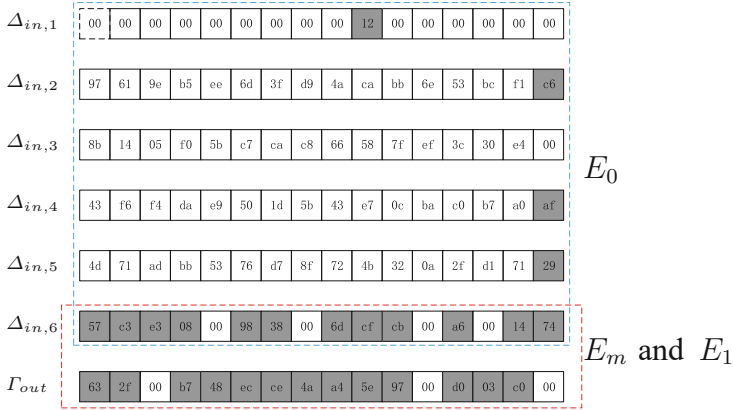 Δin,1 00 00 00 00 00 00 00 00 00 12 00 00 00 00 00 00
Δin,2 97 61 9e b5 ee 6d 3f d9 4a ca bb 6e 53 bc f1 c6
Δin,3 8b 14 05 f0 5b c7 ca c8 66 58 7f ef 3c 30 e4 00
E0
Δin,4 43 f6 f4 da e9 50 1d 5b 43 e7 0c ba c0 b7 a0 af
Δin,5 4d 71 ad bb 53 76 d7 8f 72 4b 32 0a 2f d1 71 29
Δin,6 57 c3 e3 08 00 98 38 00 6d cf cb 00 a6 00 14 74
Em and E1
Γout 63 2f 00 b7 48 ec ce 4a a4 5e 97 00 d0 03 c0 00